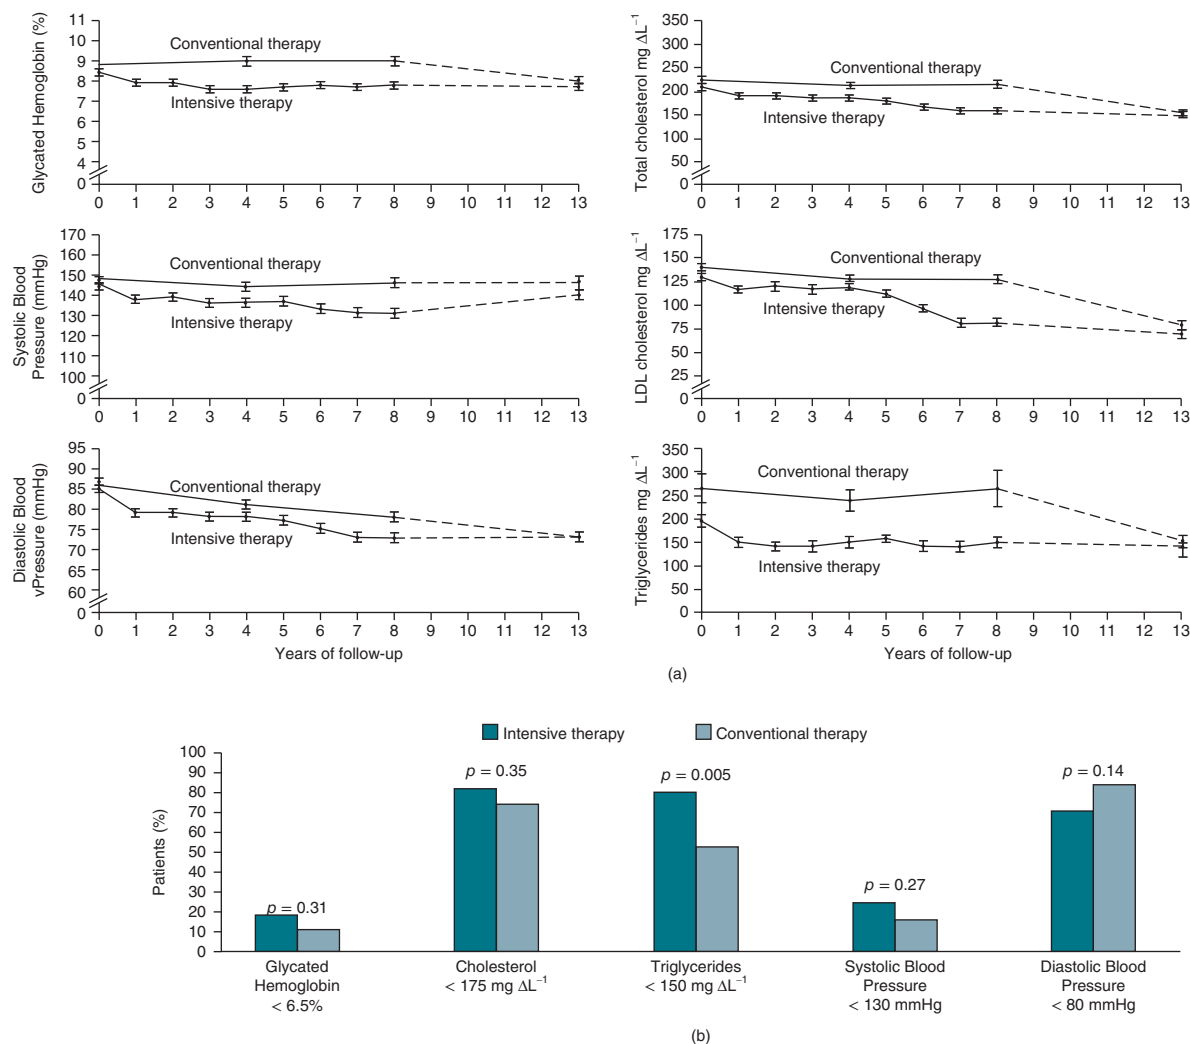 Glycated Hemoglobin (%)
11
10
9
8
7
6
5
4
0
Conventional therapy
Intensive therapy
0 1 2 3 4 5 6 7 8 9 10 11 12 13
Total cholesterol mg ΔL⁻¹
350
300
250
200
150
100
50
0
Conventional therapy
Intensive therapy
0 1 2 3 4 5 6 7 8 9 10 11 12 13
Systolic Blood
Pressure (mmHg)
170
160
150
140
130
120
110
100
0
Conventional therapy
Intensive therapy
0 1 2 3 4 5 6 7 8 9 10 11 12 13
LDL cholesterol mg ΔL⁻¹
175
150
125
100
75
50
25
0
Conventional therapy
Intensive therapy
0 1 2 3 4 5 6 7 8 9 10 11 12 13
Diastolic Blood
vPressure (mmHg)
95
90
85
80
75
70
65
60
0
Conventional therapy
Intensive therapy
0 1 2 3 4 5 6 7 8 9 10 11 12 13
Years of follow-up
Triglycerides mg ΔL⁻¹
350
300
250
200
150
100
50
0
Conventional therapy
Intensive therapy
0 1 2 3 4 5 6 7 8 9 10 11 12 13
Years of follow-up
(a)
Intensive therapy Conventional therapy
Patients (%)
100
90
80
70
60
50
40
30
20
10
0
p = 0.31
p = 0.35
p = 0.005
p = 0.27
p = 0.14
Glycated
Hemoglobin
< 6.5%
Cholesterol
< 175 mg ΔL⁻¹
Triglycerides
< 150 mg ΔL⁻¹
Systolic Blood
Pressure
< 130 mmHg
Diastolic Blood
Pressure
< 80 mmHg
(b)